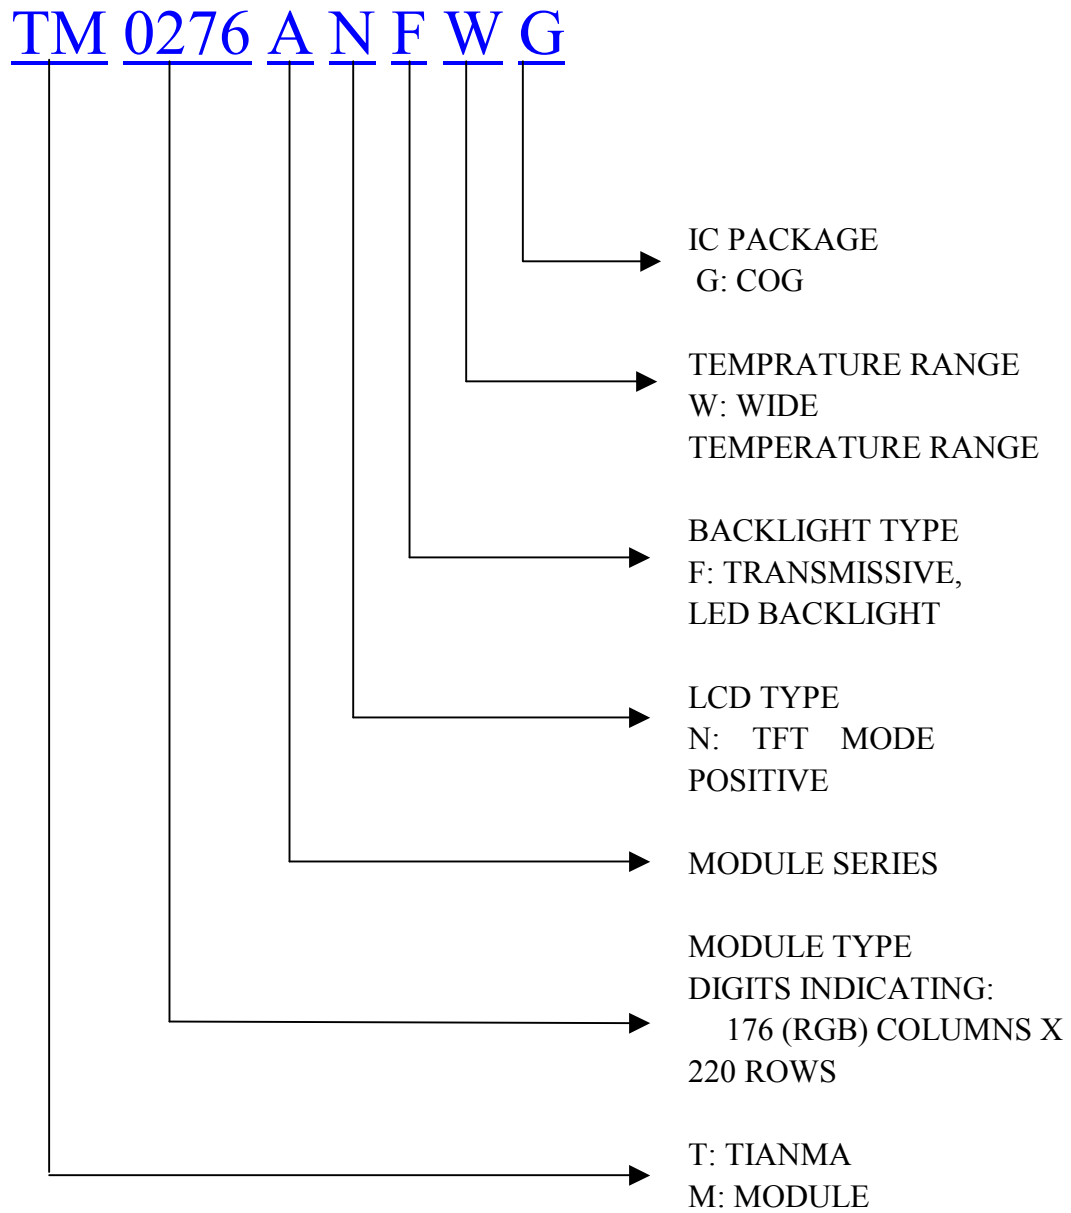 TM 0276 A N F W G
IC PACKAGE
G: COG
TEMPRATURE RANGE
W: WIDE
TEMPERATURE RANGE
BACKLIGHT TYPE
F: TRANSMISSIVE,
LED BACKLIGHT
LCD TYPE
N: TFT MODE
POSITIVE
MODULE SERIES
MODULE TYPE
DIGITS INDICATING:
176 (RGB) COLUMNS X
220 ROWS
T: TIANMA
M: MODULE